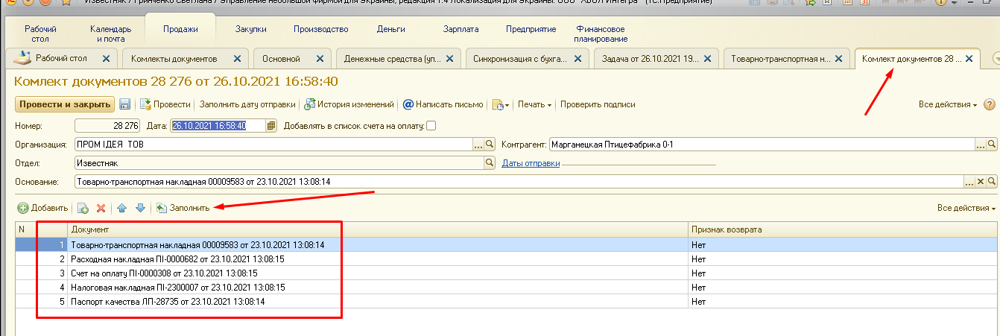 Известняк / Гринченко Светлана / Управление небольшой фирмой для Украины, редакция 1.4 Локализация для Украины: ООО "АВОЛ Интегра" (1С:Предприятие)
Рабочий стол
Календарь и почта
Продажи
Закупки
Производство
Деньги
Зарплата
Предприятие
Финансовое планирование
Рабочий стол
Комлекты документов
Основной
Денежные средства (уп...
Синхронизация с бухга...
Задача от 26.10.2021 19...
Товарно-транспортная н...
Комлект документов 28 ...
Комлект документов 28 276 от 26.10.2021 16:58:40
Провести и закрыть
Провести
Заполнить дату отправки
История изменений
Написать письмо
Печать
Проверить подписи
Все действия
Номер: 28 276 Дата: 26.10.2021 16:58:40 Добавлять в список счета на оплату:
Организация: ПРОМ ІДЕЯ ТОВ Контрагент: Марганецкая Птицефабрика 0-1
Отдел: Известняк Даты отправки
Основание: Товарно-транспортная накладная 00009583 от 23.10.2021 13:08:14
Добавить Заполнить Все действия
N Документ Признак возврата
1 Товарно-транспортная накладная 00009583 от 23.10.2021 13:08:14 Нет
2 Расходная накладная ПІ-0000682 от 23.10.2021 13:08:15 Нет
3 Счет на оплату ПІ-0000308 от 23.10.2021 13:08:15 Нет
4 Налоговая накладная ПІ-2300007 от 23.10.2021 13:08:15 Нет
5 Паспорт качества ЛП-28735 от 23.10.2021 13:08:14 Нет